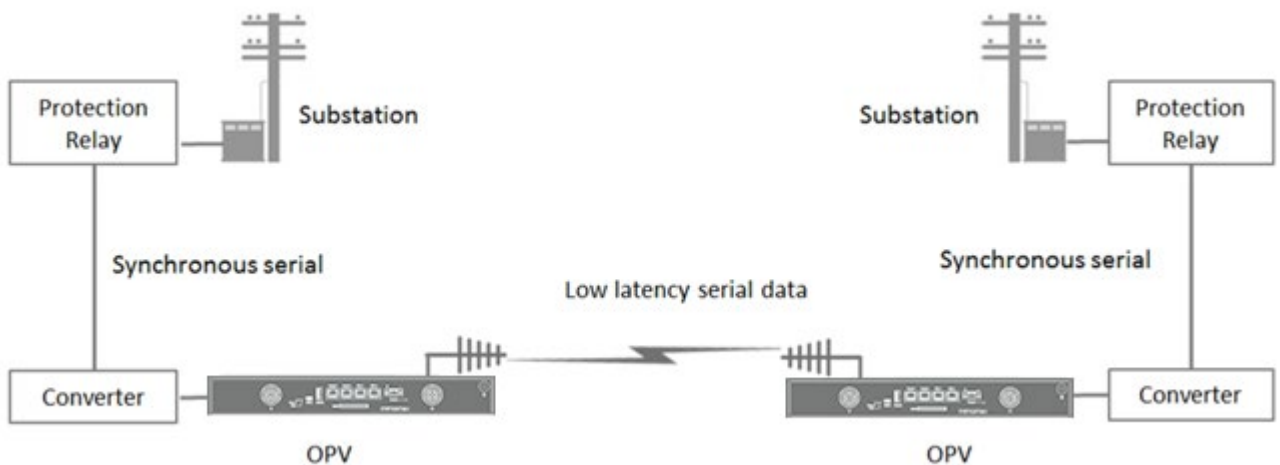 Protection
Relay
Substation
Substation
Protection
Relay
Synchronous serial
Synchronous serial
Low latency serial data
Converter
Converter
OPV
OPV